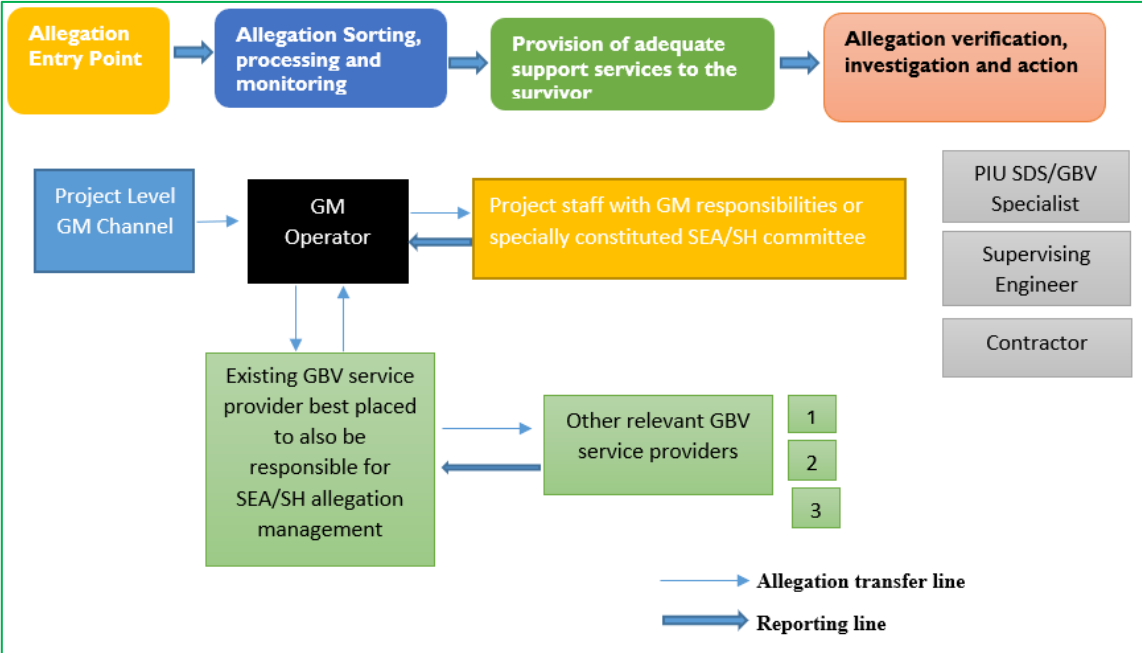 Allegation
Entry Point
Allegation Sorting,
processing and
monitoring
Provision of adequate
support services to the
survivor
Allegation verification,
investigation and action
Project Level
GM Channel
GM
Operator
Project staff with GM responsibilities or
specially constituted SEA/SH committee
PIU SDS/GBV
Specialist
Supervising
Engineer
Contractor
Existing GBV service
provider best placed
to also be
responsible for
SEA/SH allegation
management
Other relevant GBV
service providers
1
2
3
Allegation transfer line
Reporting line